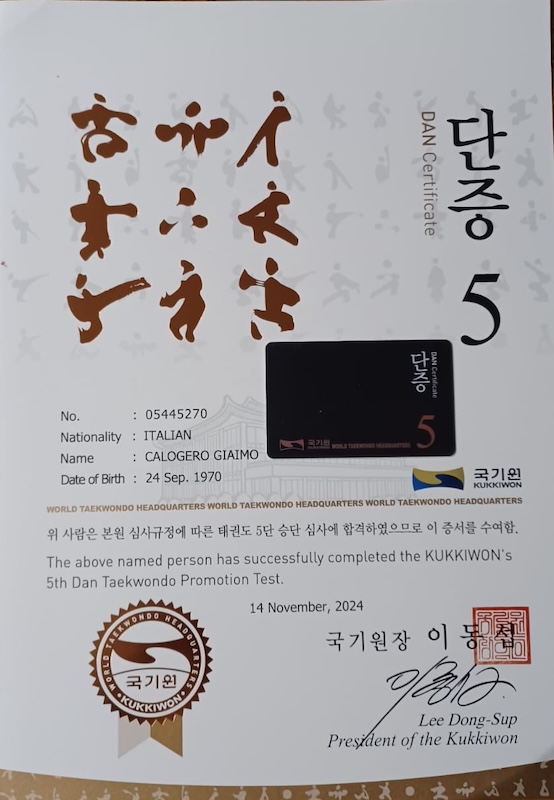 단증
DAN Certificate
5
단증
DAN Certificate
5
국기원
KUKKIWON
WORLD TAEKWONDO HEADQUARTERS
No. : 05445270
Nationality : ITALIAN
Name : CALOGERO GIAIMO
Date of Birth : 24 Sep. 1970
국기원
KUKKIWON
WORLD TAEKWONDO HEADQUARTERS WORLD TAEKWONDO HEADQUARTERS WORLD TAEKWONDO HEADQUARTERS
위 사람은 본원 심사규정에 따른 태권도 5단 승단 심사에 합격하였으므로 이 증서를 수여함.
The above named person has successfully completed the KUKKIWON's
5th Dan Taekwondo Promotion Test.
14 November, 2024
국기원장 이동섭
Lee Dong-Sup
President of the Kukkiwon
WORLD TAEKWONDO HEADQUARTERS
국기원
KUKKIWON